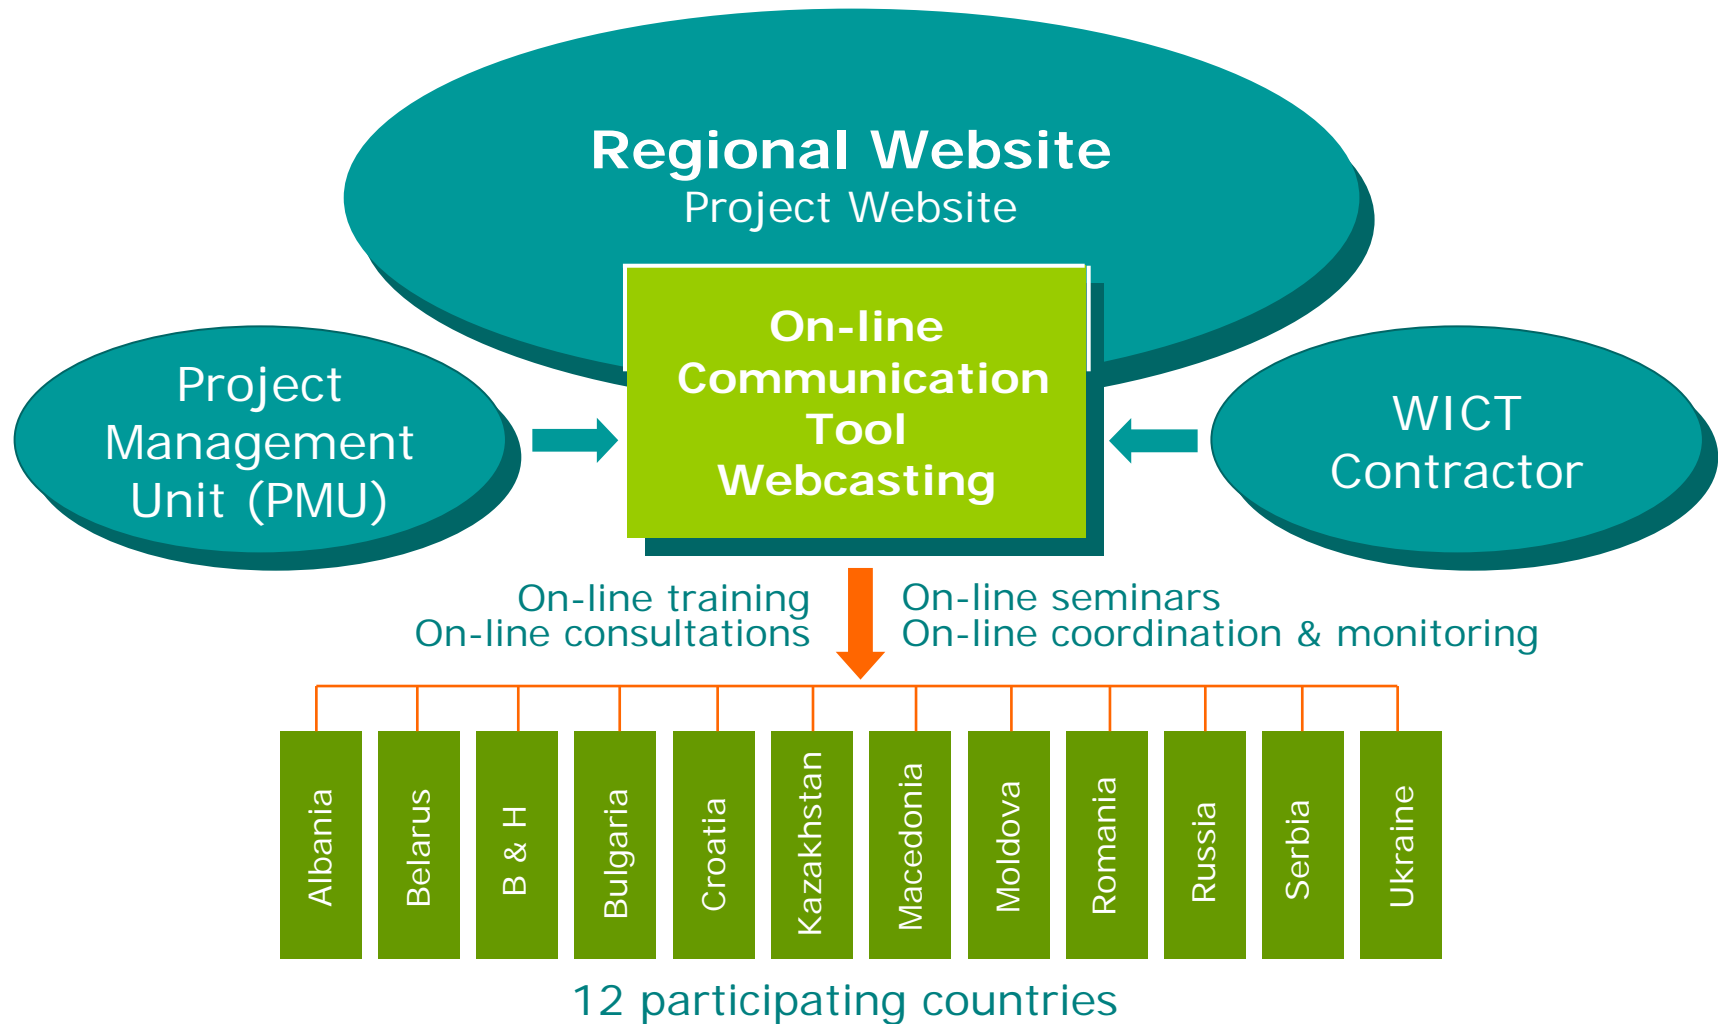 Regional Website
Project Website
On-line
Communication
Tool
Webcasting
Project
Management
Unit (PMU)
WICT
Contractor
On-line training
On-line consultations
On-line seminars
On-line coordination & monitoring
Albania
Belarus
B & H
Bulgaria
Croatia
Kazakhstan
Macedonia
Moldova
Romania
Russia
Serbia
Ukraine
12 participating countries